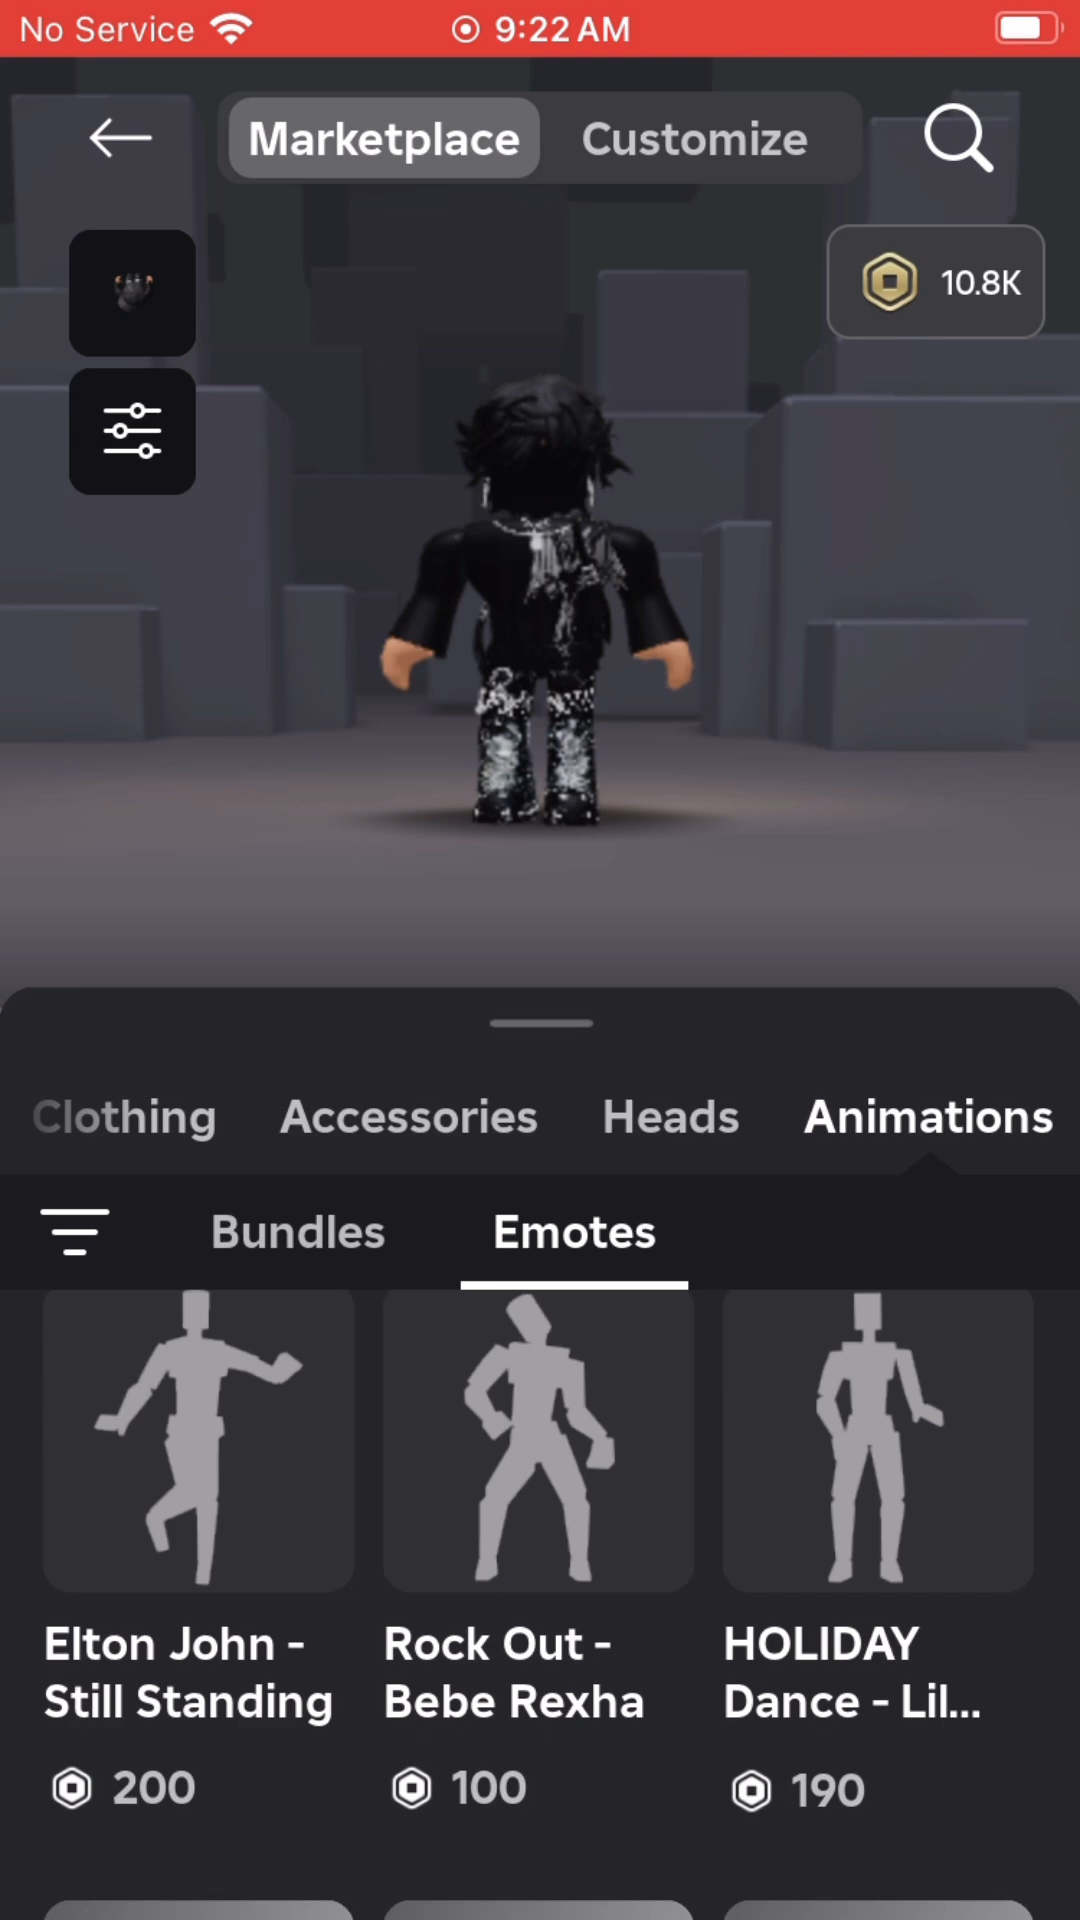 No Service 9:22 AM
Marketplace Customize
10.8K
Clothing Accessories Heads Animations
Bundles Emotes
Elton John -
Still Standing
200
Rock Out -
Bebe Rexha
100
HOLIDAY
Dance - Lil...
190